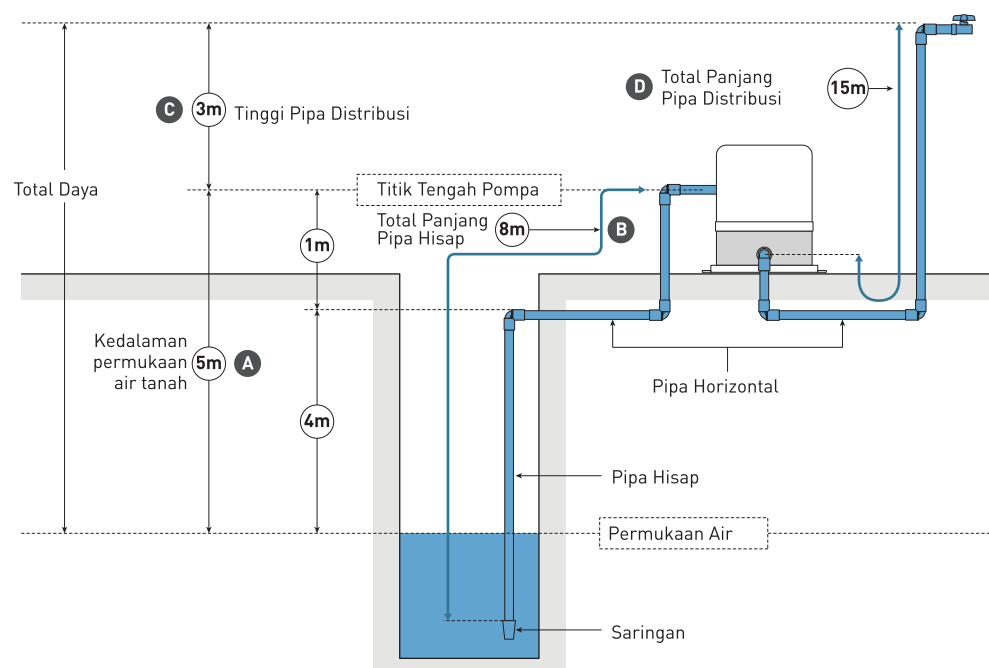 D Total Panjang
Pipa Distribusi
15m
C 3m Tinggi Pipa Distribusi
Total Daya
Titik Tengah Pompa
Total Panjang
Pipa Hisap
8m
B
1m
Kedalaman
permukaan
air tanah
5m A
Pipa Horizontal
4m
Pipa Hisap
Permukaan Air
Saringan